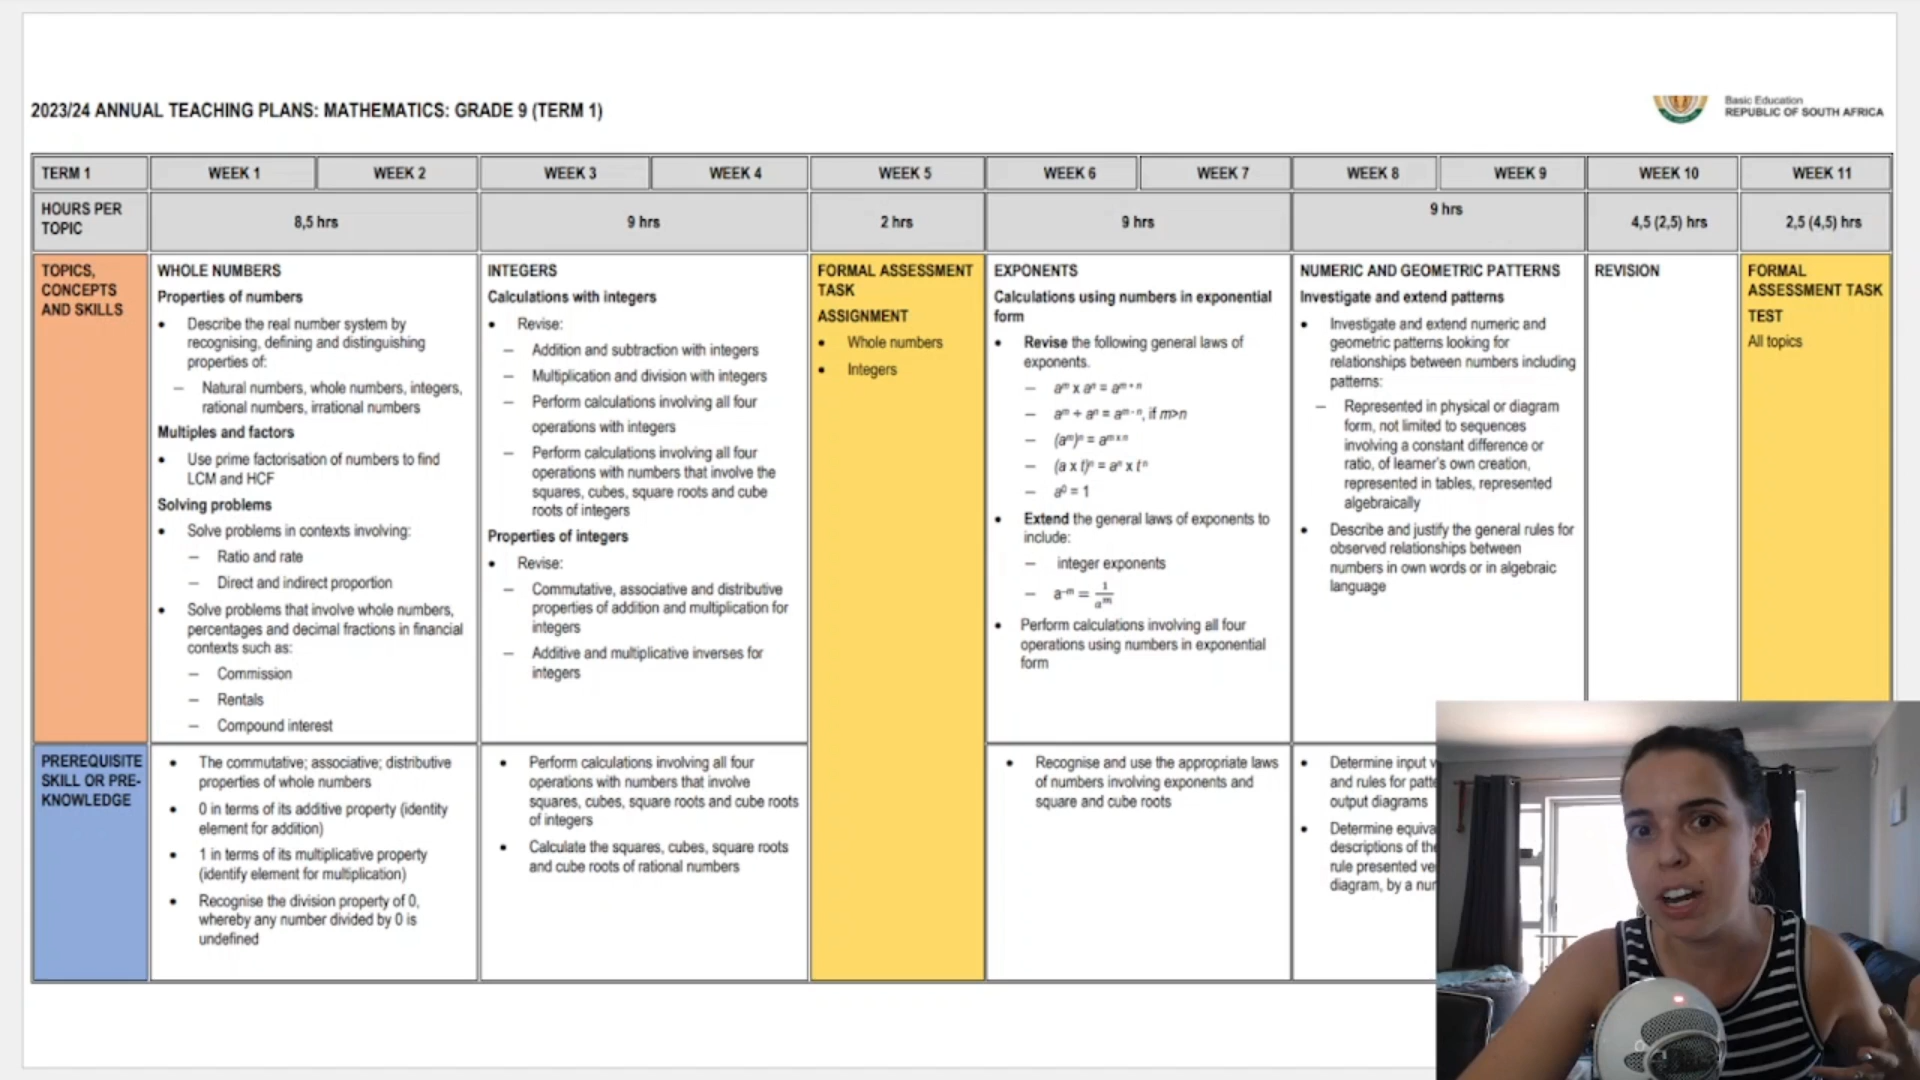 2023/24 ANNUAL TEACHING PLANS: MATHEMATICS: GRADE 9 (TERM 1)
Basic Education
REPUBLIC OF SOUTH AFRICA
TERM 1
WEEK 1
WEEK 2
WEEK 3
WEEK 4
WEEK 5
WEEK 6
WEEK 7
WEEK 8
WEEK 9
WEEK 10
WEEK 11
HOURS PER
TOPIC
8,5 hrs
9 hrs
2 hrs
9 hrs
9 hrs
4,5 (2,5) hrs
2,5 (4,5) hrs
TOPICS,
CONCEPTS
AND SKILLS
WHOLE NUMBERS
Properties of numbers
• Describe the real number system by
recognising, defining and distinguishing
properties of:
– Natural numbers, whole numbers, integers,
rational numbers, irrational numbers
Multiples and factors
• Use prime factorisation of numbers to find
LCM and HCF
Solving problems
• Solve problems in contexts involving:
– Ratio and rate
– Direct and indirect proportion
• Solve problems that involve whole numbers,
percentages and decimal fractions in financial
contexts such as:
– Commission
– Rentals
– Compound interest
INTEGERS
Calculations with integers
• Revise:
– Addition and subtraction with integers
– Multiplication and division with integers
– Perform calculations involving all four
operations with integers
– Perform calculations involving all four
operations with numbers that involve the
squares, cubes, square roots and cube
roots of integers
Properties of integers
• Revise:
– Commutative, associative and distributive
properties of addition and multiplication for
integers
– Additive and multiplicative inverses for
integers
FORMAL ASSESSMENT
TASK
ASSIGNMENT
• Whole numbers
• Integers
EXPONENTS
Calculations using numbers in exponential
form
• Revise the following general laws of
exponents.
– aᵐ x aⁿ = aᵐ⁺ⁿ
– aᵐ ÷ aⁿ = aᵐ⁻ⁿ, if m>n
– (aᵐ)ⁿ = aᵐˣⁿ
– (a x t)ⁿ = aⁿ x tⁿ
– a⁰ = 1
• Extend the general laws of exponents to
include:
– integer exponents
– a⁻ᵐ = 1/aᵐ
• Perform calculations involving all four
operations using numbers in exponential
form
NUMERIC AND GEOMETRIC PATTERNS
Investigate and extend patterns
• Investigate and extend numeric and
geometric patterns looking for
relationships between numbers including
patterns:
– Represented in physical or diagram
form, not limited to sequences
involving a constant difference or
ratio, of learner's own creation,
represented in tables, represented
algebraically
• Describe and justify the general rules for
observed relationships between
numbers in own words or in algebraic
language
REVISION
FORMAL
ASSESSMENT TASK
TEST
All topics
PREREQUISITE
SKILL OR PRE-
KNOWLEDGE
• The commutative; associative; distributive
properties of whole numbers
• 0 in terms of its additive property (identity
element for addition)
• 1 in terms of its multiplicative property
(identify element for multiplication)
• Recognise the division property of 0,
whereby any number divided by 0 is
undefined
• Perform calculations involving all four
operations with numbers that involve
squares, cubes, square roots and cube roots
of integers
• Calculate the squares, cubes, square roots
and cube roots of rational numbers
• Recognise and use the appropriate laws
of numbers involving exponents and
square and cube roots
• Determine input
and rules for
output diagrams
• Determine
descriptions of
rule presented
diagram, by a